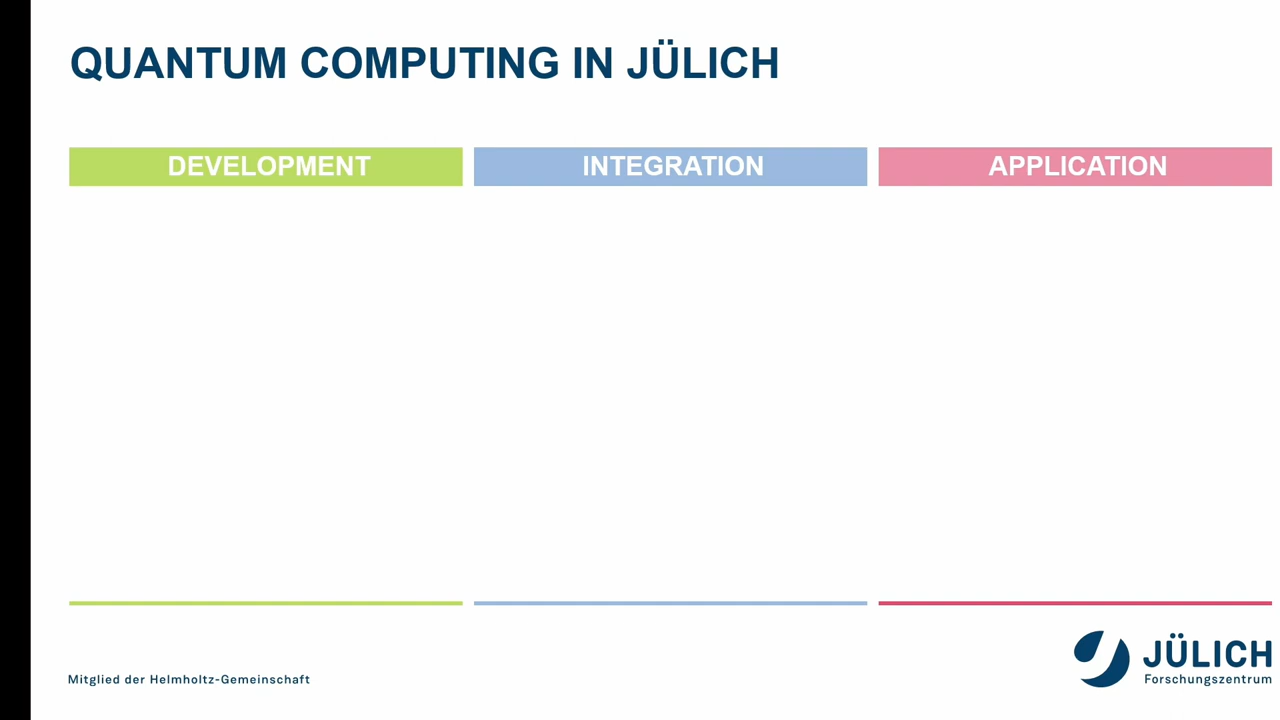 QUANTUM COMPUTING IN JÜLICH
DEVELOPMENT
INTEGRATION
APPLICATION
Mitglied der Helmholtz-Gemeinschaft
JÜLICH
Forschungszentrum